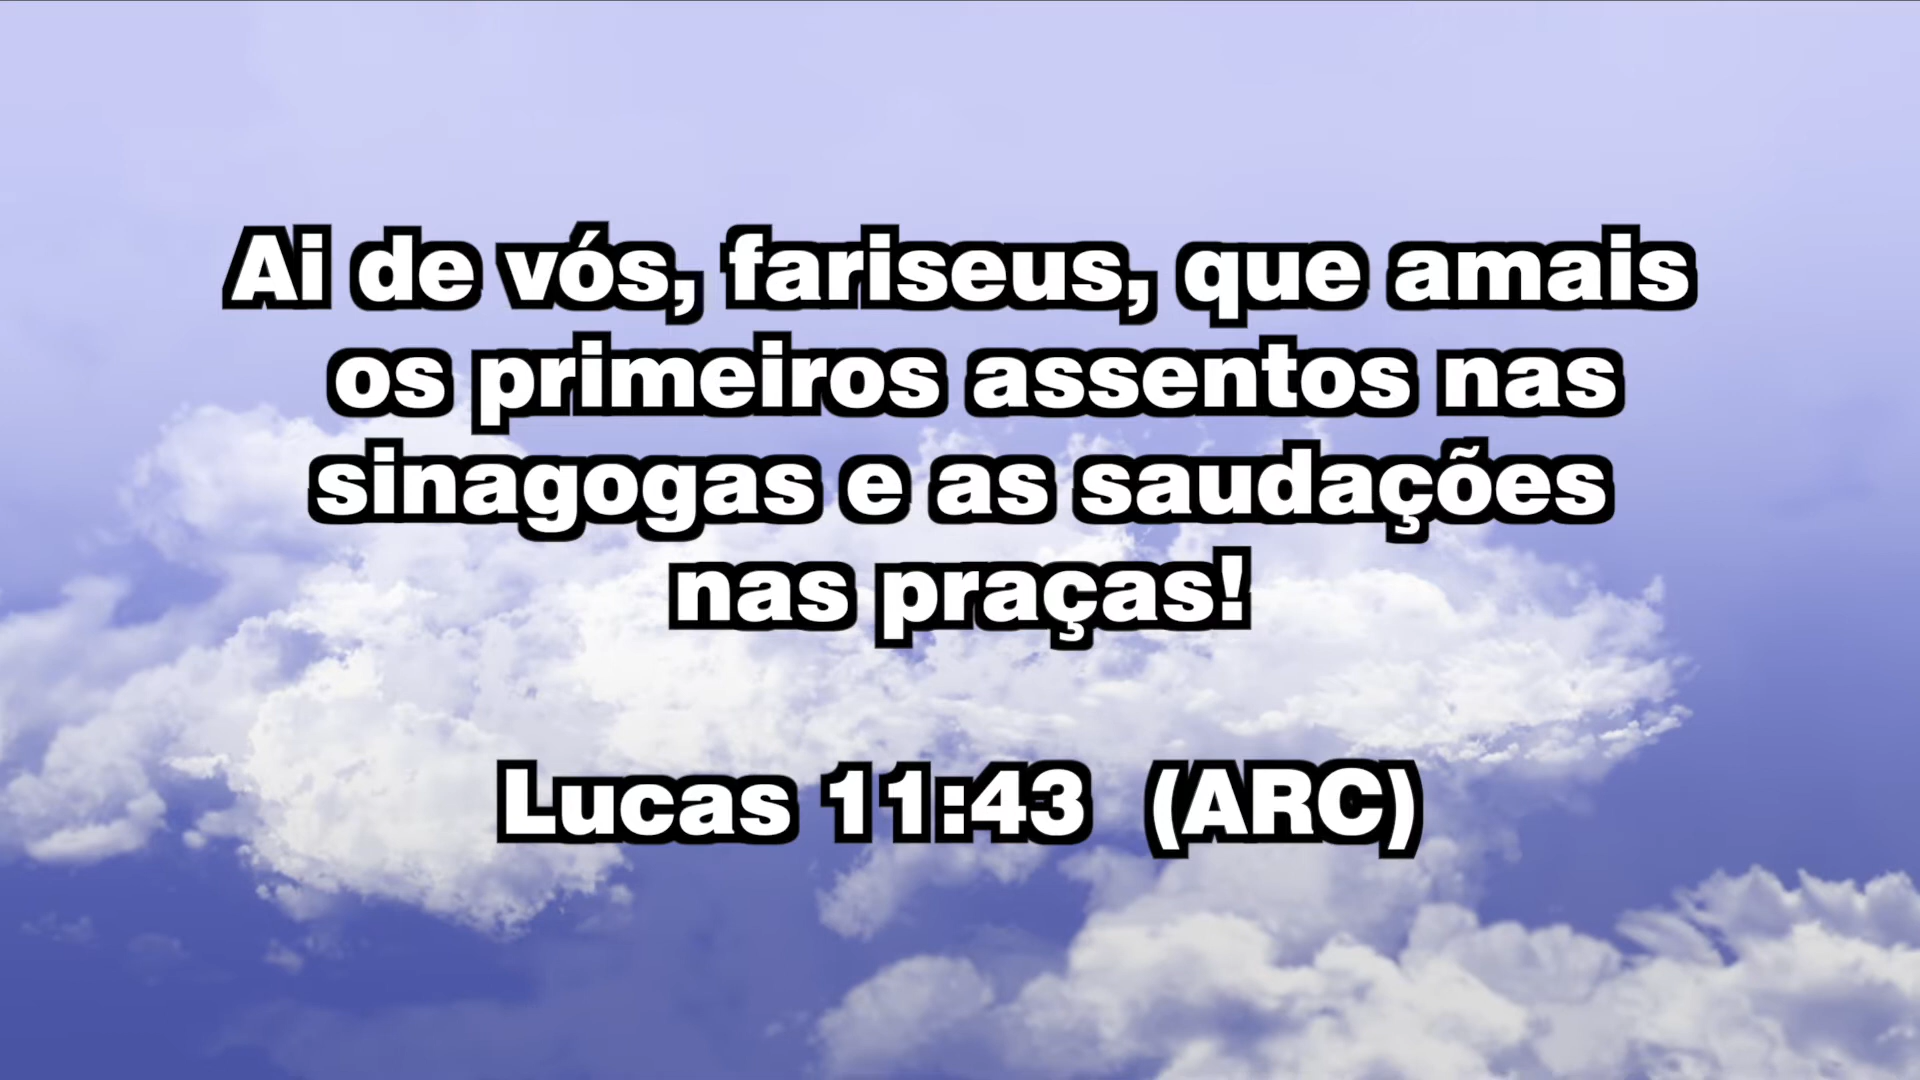 Ai de vós, fariseus, que amais
os primeiros assentos nas
sinagogas e as saudações
nas praças!
Lucas 11:43 (ARC)